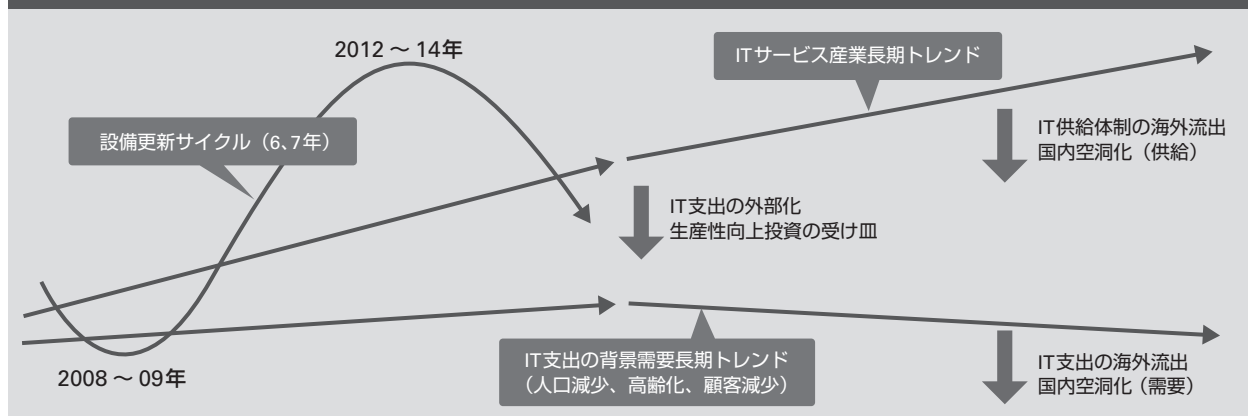 2012～14年
ITサービス産業長期トレンド
設備更新サイクル（6、7年）
IT供給体制の海外流出
国内空洞化（供給）
IT支出の外部化
生産性向上投資の受け皿
IT支出の背景需要長期トレンド
（人口減少、高齢化、顧客減少）
IT支出の海外流出
国内空洞化（需要）
2008～09年